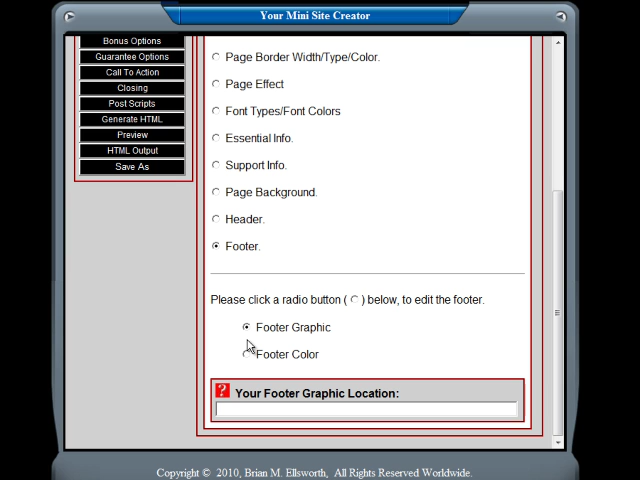 Your Mini Site Creator
Bonus Options
Guarantee Options
Call To Action
Closing
Post Scripts
Generate HTML
Preview
HTML Output
Save As
Page Border Width/Type/Color.
Page Effect
Font Types/Font Colors
Essential Info.
Support Info.
Page Background.
Header.
Footer.
Please click a radio button ( ) below, to edit the footer.
Footer Graphic
Footer Color
? Your Footer Graphic Location:
Copyright © 2010, Brian M. Ellsworth, All Rights Reserved Worldwide.